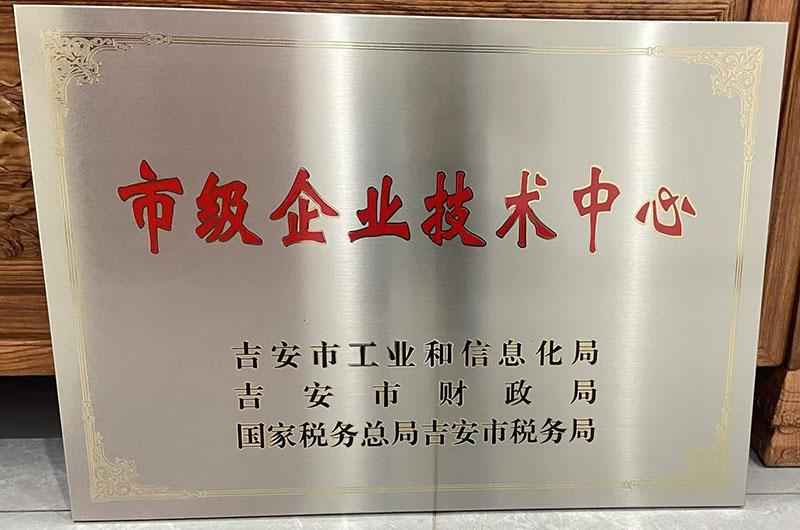 市级企业技术中心
吉安市工业和信息化局
吉安市财政局
国家税务总局吉安市税务局